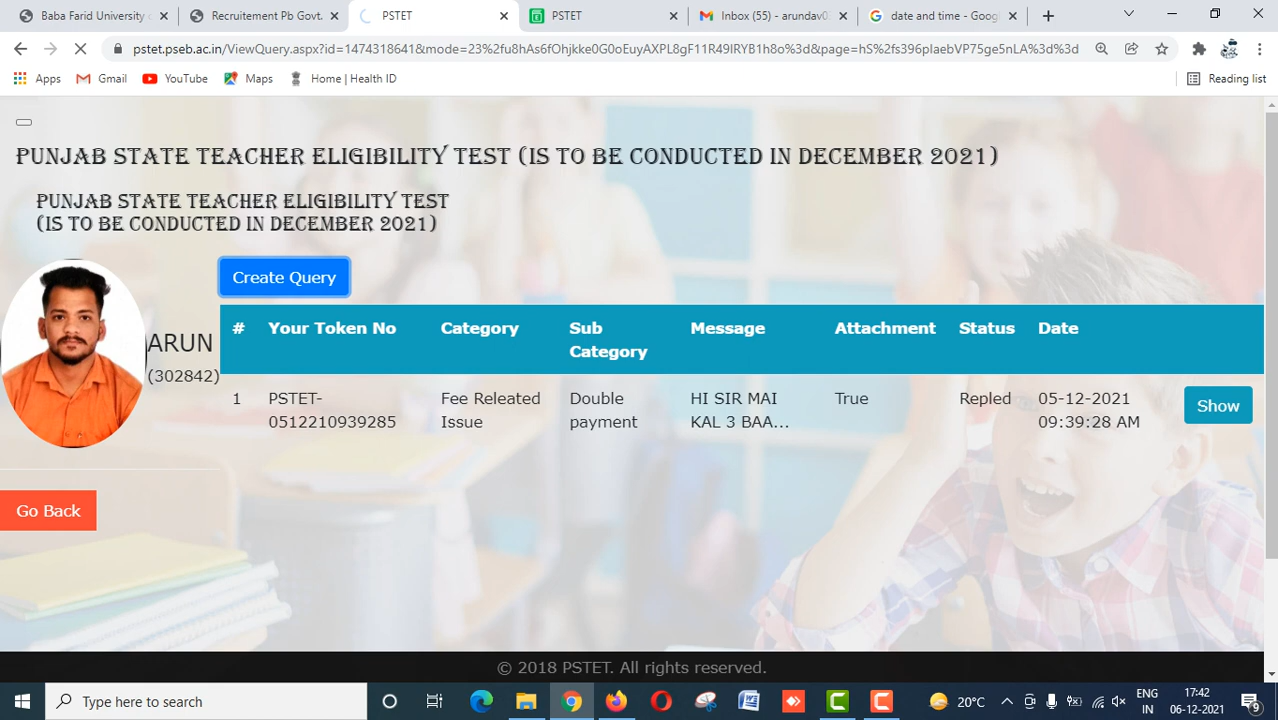 Baba Farid University
Recruitement Pb Govt.
PSTET
PSTET
Inbox (55) - arundav0
date and time - Goog
pstet.pseb.ac.in/ViewQuery.aspx?id=1474318641&mode=23%2fu8hAs6fOhjkke0G0oEuyAXPL8gF11R49IRYB1h8o%3d&page=hS%2fs396pIaebVP75ge5nLA%3d%3d
Apps
Gmail
YouTube
Maps
Home | Health ID
Reading list
PUNJAB STATE TEACHER ELIGIBILITY TEST (IS TO BE CONDUCTED IN DECEMBER 2021)
PUNJAB STATE TEACHER ELIGIBILITY TEST
(IS TO BE CONDUCTED IN DECEMBER 2021)
Create Query
ARUN
(302842)
Go Back
# Your Token No Category Sub Category Message Attachment Status Date
1 PSTET-0512210939285 Fee Releated Issue Double payment HI SIR MAI KAL 3 BAA... True Repled 05-12-2021 09:39:28 AM Show
© 2018 PSTET. All rights reserved.
Type here to search
20°C
ENG
IN
17:42
06-12-2021
9